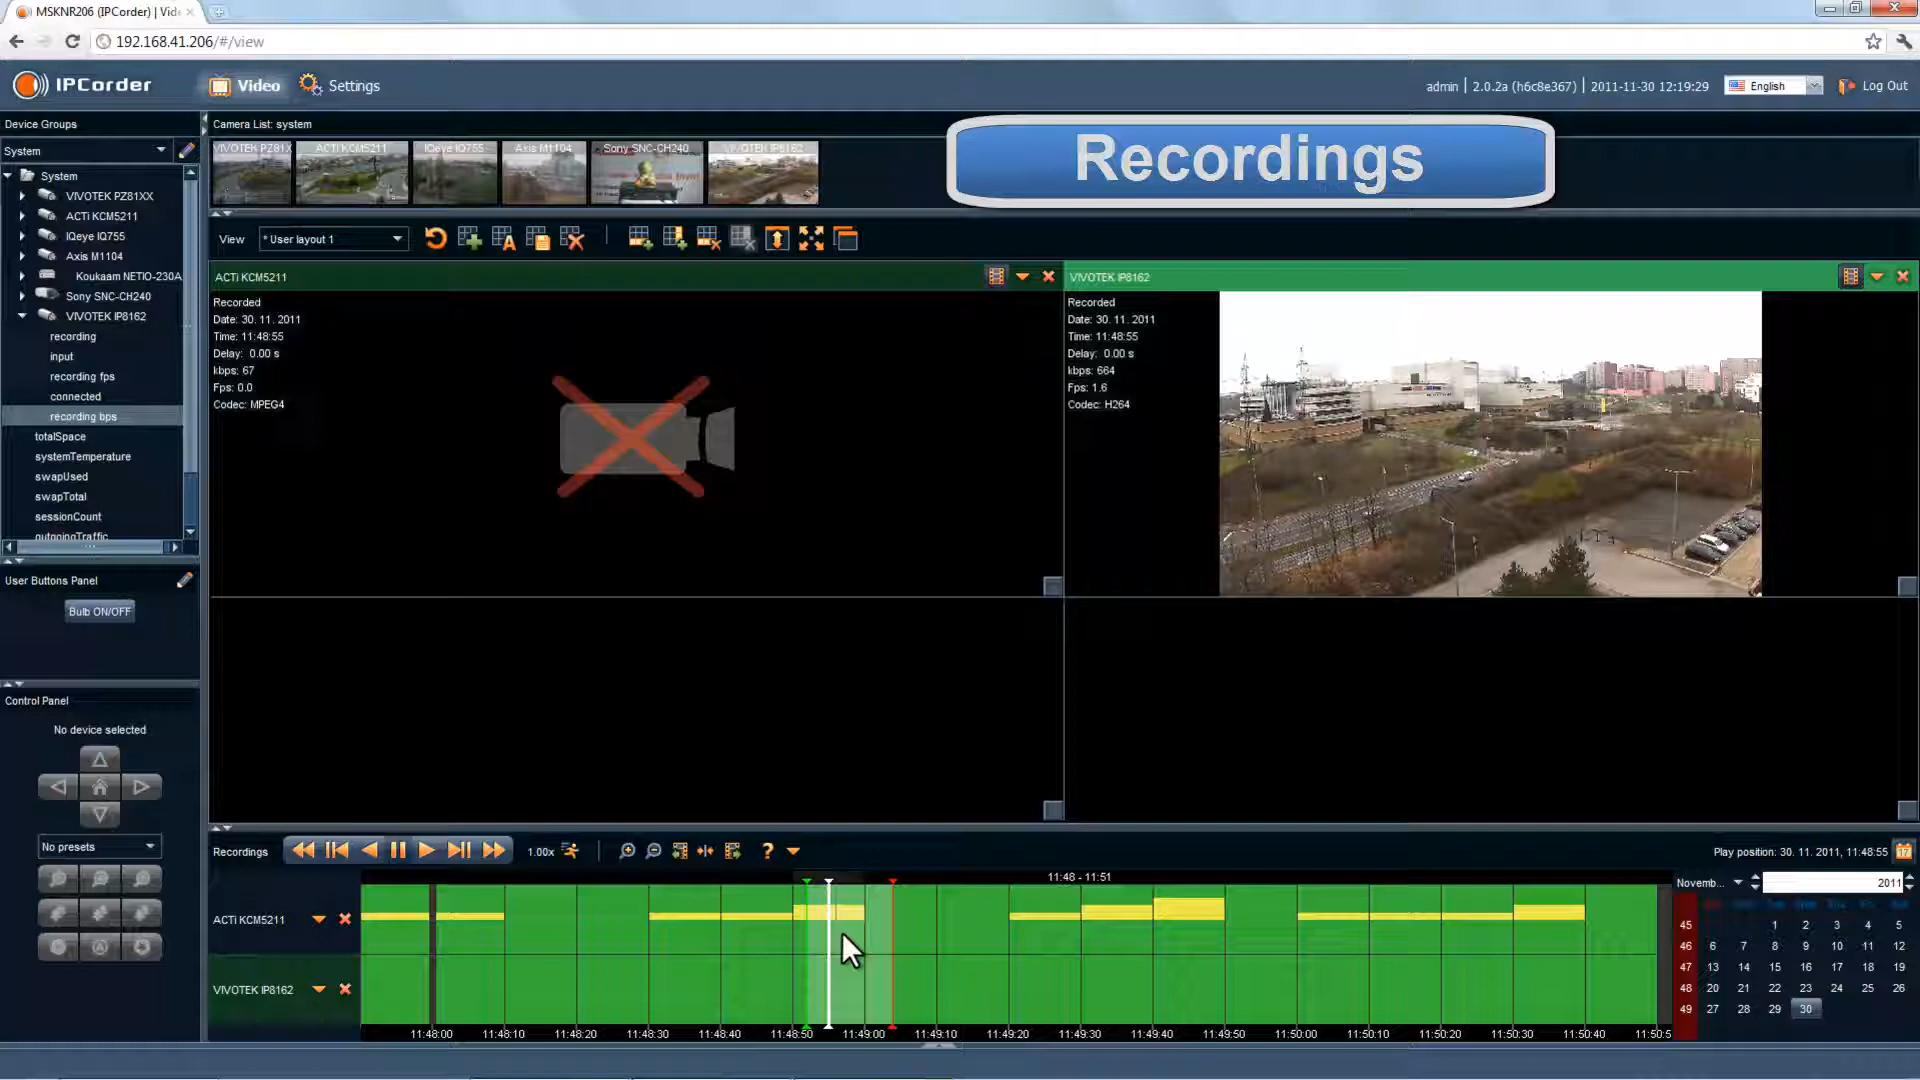 MSKNR206 (IPCorder) | Vide
192.168.41.206/#/view
IPCorder
Video
Settings
admin | 2.0.2a (h6c8e367) | 2011-11-30 12:19:29
English
Log Out
Device Groups
Camera List: system
System
VIVOTEK PZ81X
ACTi KCM5211
IQeye IQ755
Axis M1104
Sony SNC-CH240
VIVOTEK IP8162
Recordings
System
VIVOTEK PZ81XX
ACTi KCM5211
IQeye IQ755
Axis M1104
Koukaam NETIO-230A
Sony SNC-CH240
VIVOTEK IP8162
recording
input
recording fps
connected
recording bps
totalSpace
systemTemperature
swapUsed
swapTotal
sessionCount
outgoingTraffic
View
* User layout 1
ACTi KCM5211
Recorded
Date: 30. 11. 2011
Time: 11:48:55
Delay: 0.00 s
kbps: 67
Fps: 0.0
Codec: MPEG4
VIVOTEK IP8162
Recorded
Date: 30. 11. 2011
Time: 11:48:55
Delay: 0.00 s
kbps: 664
Fps: 1.6
Codec: H264
User Buttons Panel
Bulb ON/OFF
Control Panel
No device selected
No presets
Recordings
1.00x
?
Play position: 30. 11. 2011, 11:48:55
17
11:48 - 11:51
ACTi KCM5211
VIVOTEK IP8162
11:48:00 11:48:10 11:48:20 11:48:30 11:48:40 11:48:50 11:49:00 11:49:10 11:49:20 11:49:30 11:49:40 11:49:50 11:50:00 11:50:10 11:50:20 11:50:30 11:50:40 11:50:5
Novemb...
2011
45 1 2 3 4 5
46 6 7 8 9 10 11 12
47 13 14 15 16 17 18 19
48 20 21 22 23 24 25 26
49 27 28 29 30